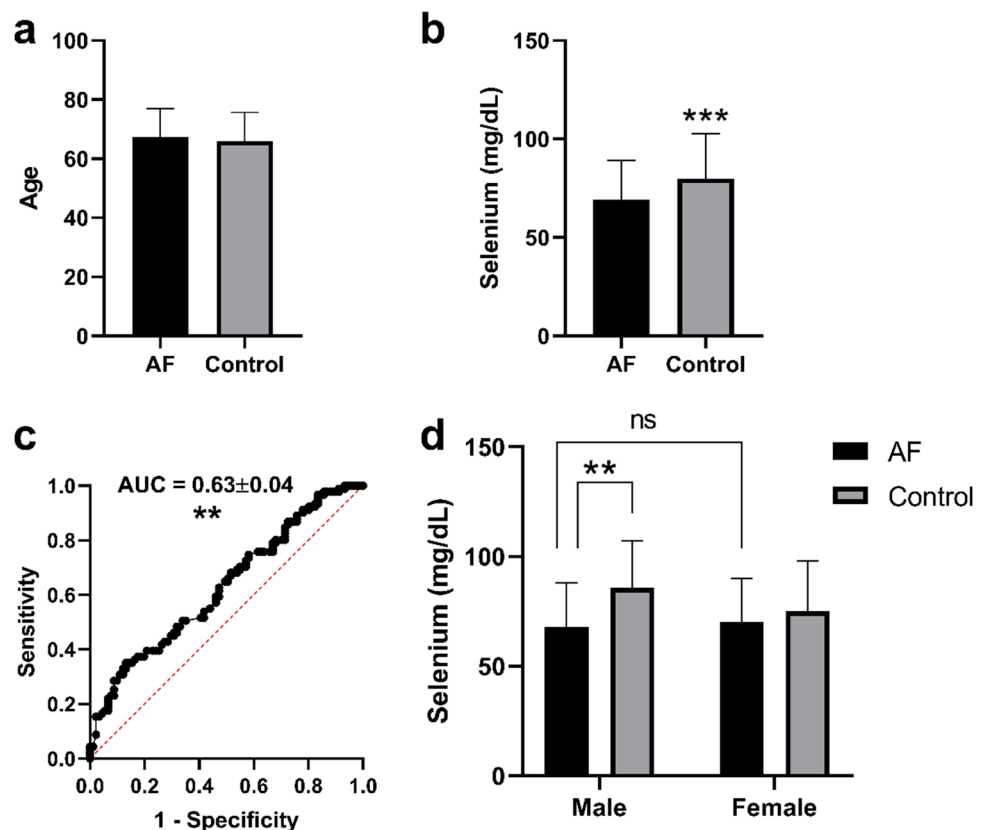 a
100
80
60
40
20
0
Age
AF Control
b
150
100
50
0
Selenium (mg/dL)
***
AF Control
c
AUC = 0.63±0.04
**
1.0
0.8
0.6
0.4
0.2
0.0
Sensitivity
0.0 0.2 0.4 0.6 0.8 1.0
1 - Specificity
d
ns
**
150
100
50
0
Selenium (mg/dL)
Male Female
AF
Control